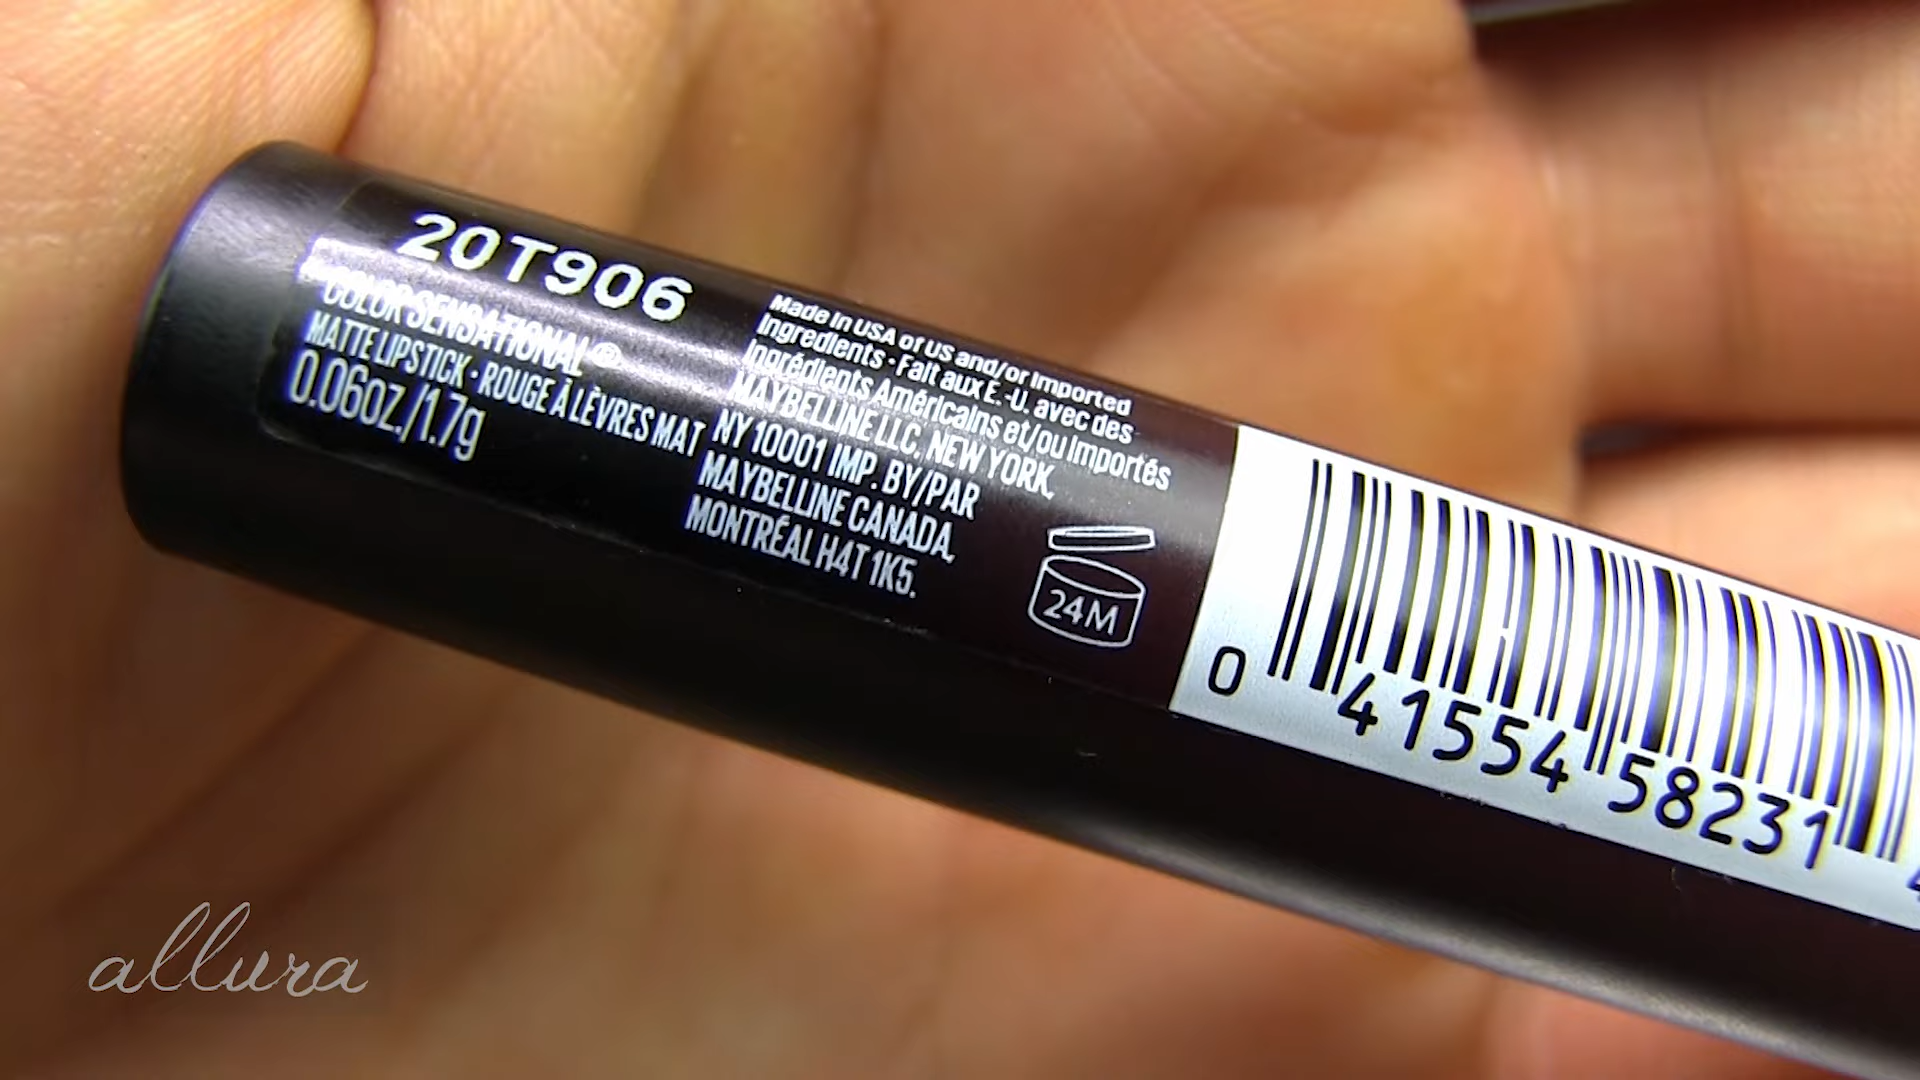 20T906
COLOR SENSATIONAL®
MATTE LIPSTICK · ROUGE À LÈVRES MAT
0.06oz./1.7g
Made in USA of US and/or Imported
Ingredients · Fait aux É.-U. avec des
Ingrédients Américains et/ou Importés
MAYBELLINE LLC, NEW YORK,
NY 10001 IMP. BY/PAR
MAYBELLINE CANADA,
MONTRÉAL H4T 1K5.
24M
0 41554 58231
allura